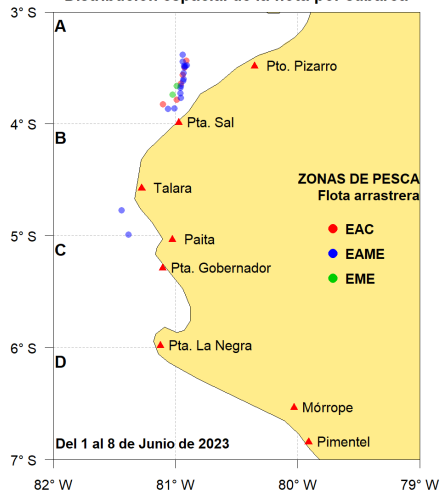 Distribución espacial de la flota por subárea
3° S
A
Pto. Pizarro
4° S
Pta. Sal
B
ZONAS DE PESCA
Flota arrastrera
Talara
EAC
5° S
Paita
EAME
C
Pta. Gobernador
EME
6° S
Pta. La Negra
D
Mórrope
Del 1 al 8 de Junio de 2023
Pimentel
7° S
82° W
81° W
80° W
79° W